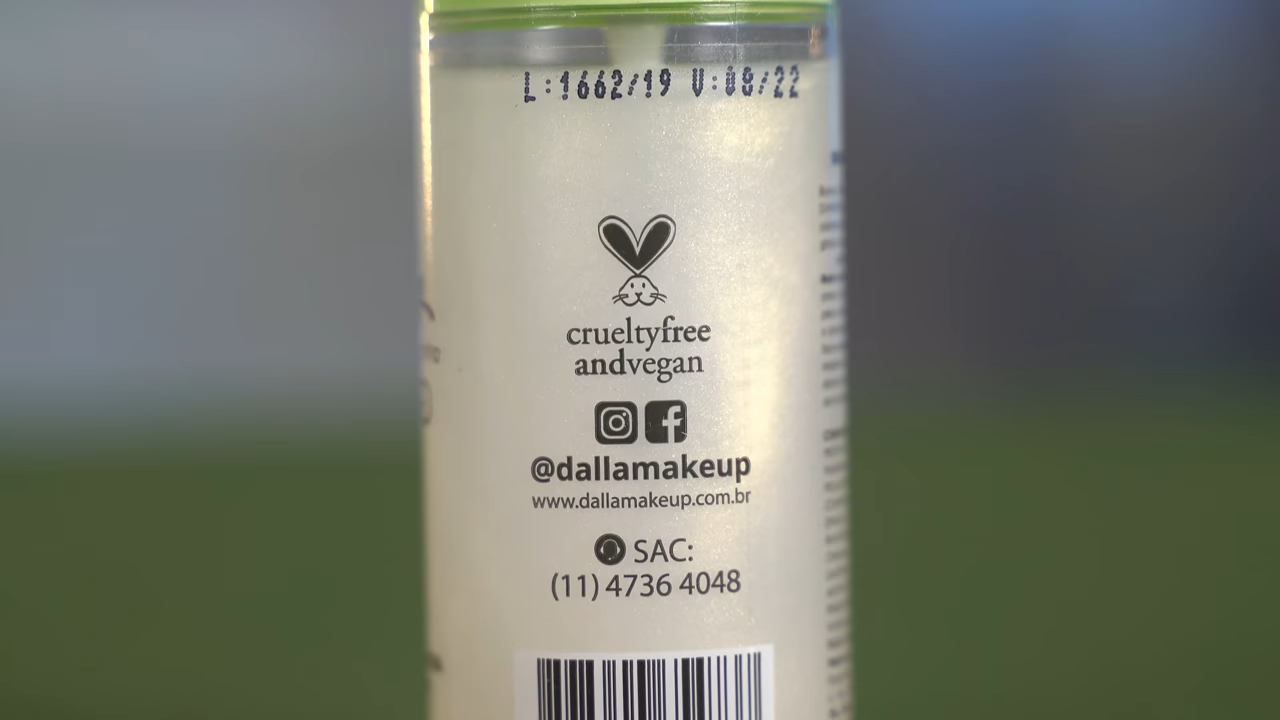 L:1662/19 V:08/22
crueltyfree
andvegan
@dallamakeup
www.dallamakeup.com.br
SAC:
(11) 4736 4048